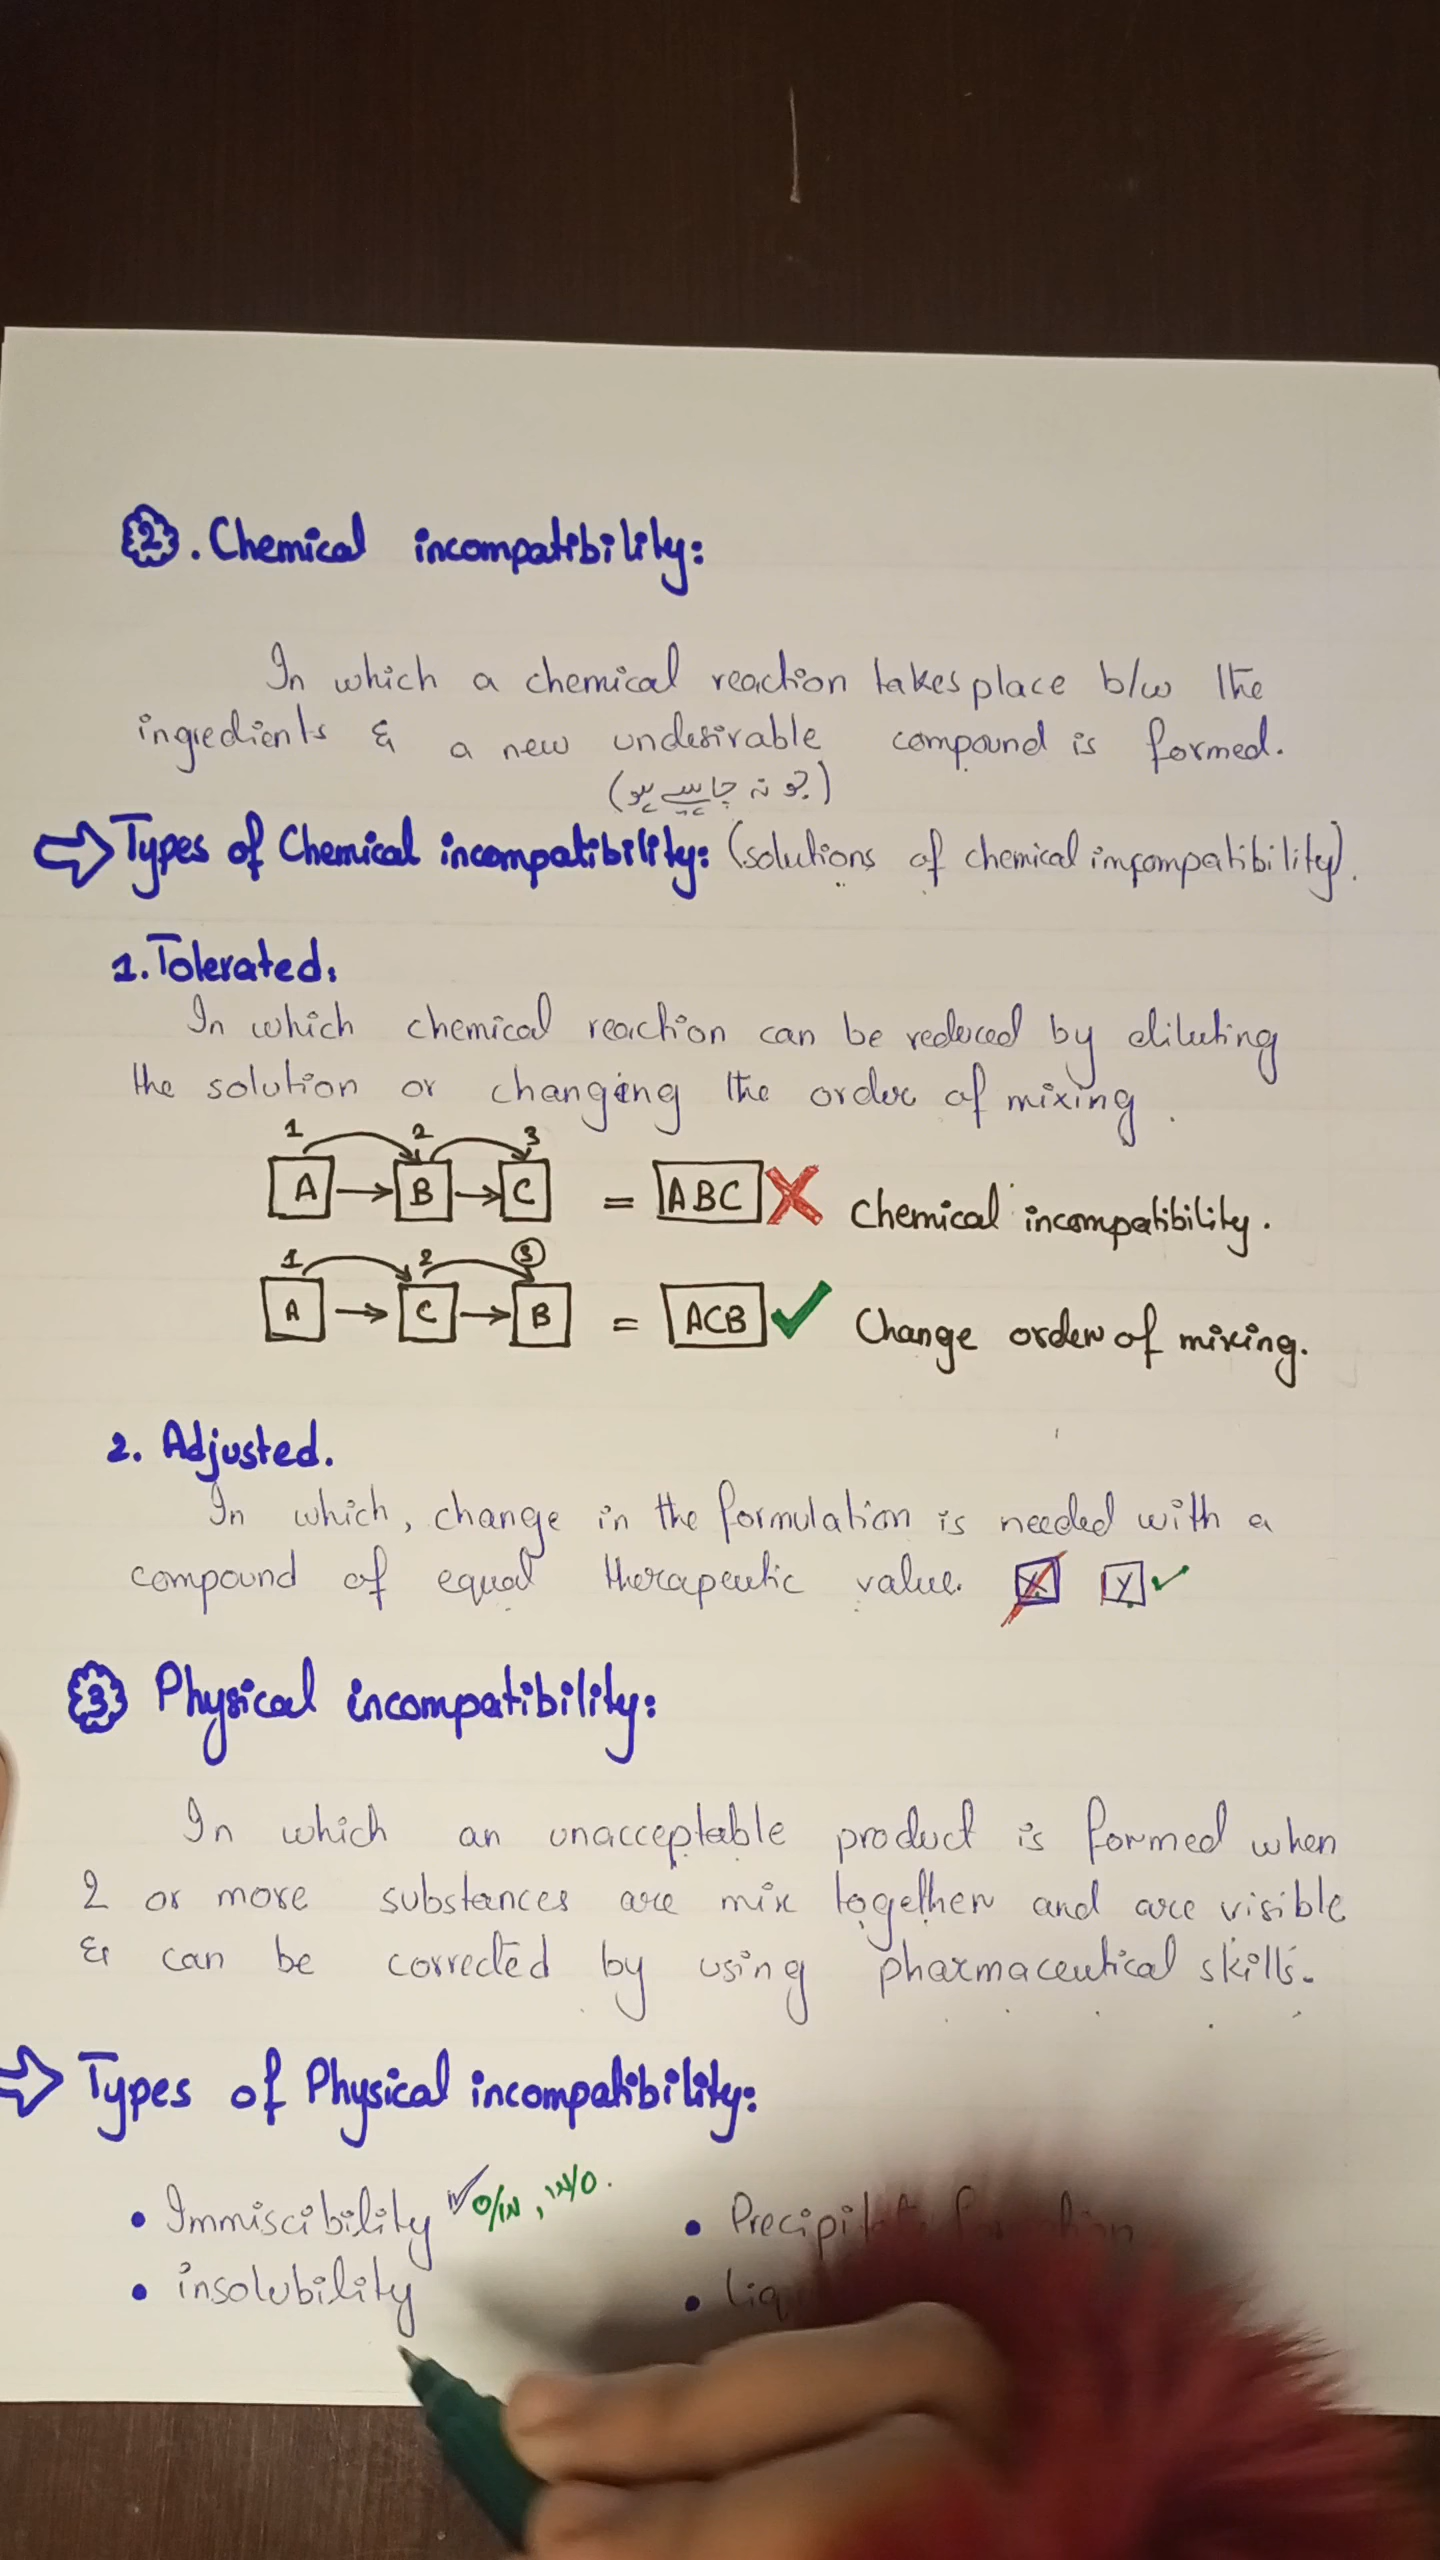 2. Chemical incompatibility:
In which a chemical reaction takes place b/w the
ingredients & a new undesirable compound is formed.
(جو نہ چاہیے ہو)
Types of Chemical incompatibility: (solutions of chemical imcompatibility).
1. Tolerated:
In which chemical reaction can be reduced by diluting
the solution or changing the order of mixing.
1 2 3
A B C = ABC Chemical incompatibility.
1 2 3
A C B = ACB Change order of mixing.
2. Adjusted.
In which, change in the formulation is needed with a
compound of equal therapeutic value. X Y
3 Physical incompatibility:
In which an unacceptable product is formed when
2 or more substances are mix together and are visible
& can be corrected by using pharmaceutical skills.
Types of Physical incompatibility:
• Immiscibility O/W, W/O.
• Precipitate formation
• insolubility
• Liq